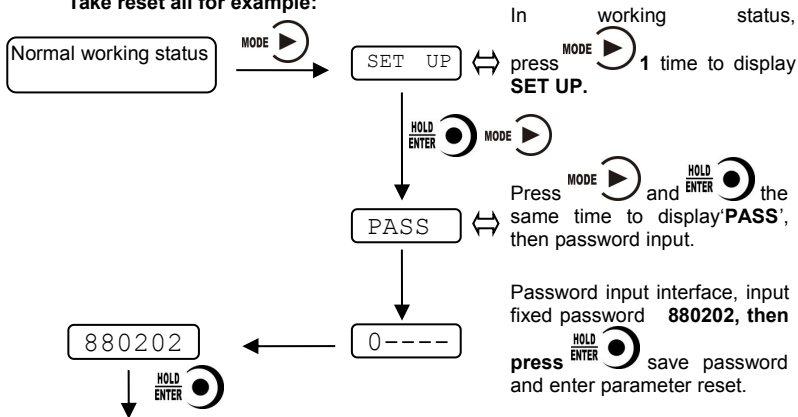 Take reset all for example:
Normal working status
MODE
SET UP
In working status,
press MODE 1 time to display
SET UP.
HOLD
ENTER
MODE
PASS
Press MODE and HOLD
ENTER the
same time to display'PASS',
then password input.
880202
0----
Password input interface, input
fixed password 880202, then
press HOLD
ENTER save password
and enter parameter reset.
HOLD
ENTER